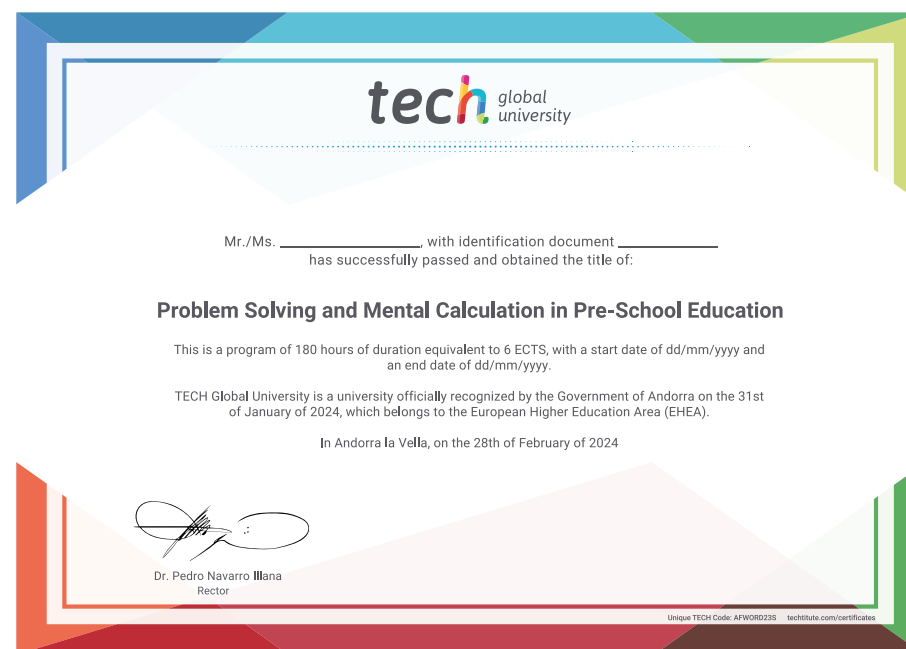 tech global
university
Mr./Ms. ____________________, with identification document ______________
has successfully passed and obtained the title of:
Problem Solving and Mental Calculation in Pre-School Education
This is a program of 180 hours of duration equivalent to 6 ECTS, with a start date of dd/mm/yyyy and
an end date of dd/mm/yyyy.
TECH Global University is a university officially recognized by the Government of Andorra on the 31st
of January of 2024, which belongs to the European Higher Education Area (EHEA).
In Andorra la Vella, on the 28th of February of 2024
Dr. Pedro Navarro Illana
Rector
Unique TECH Code: AFWORD23S techtitute.com/certificates